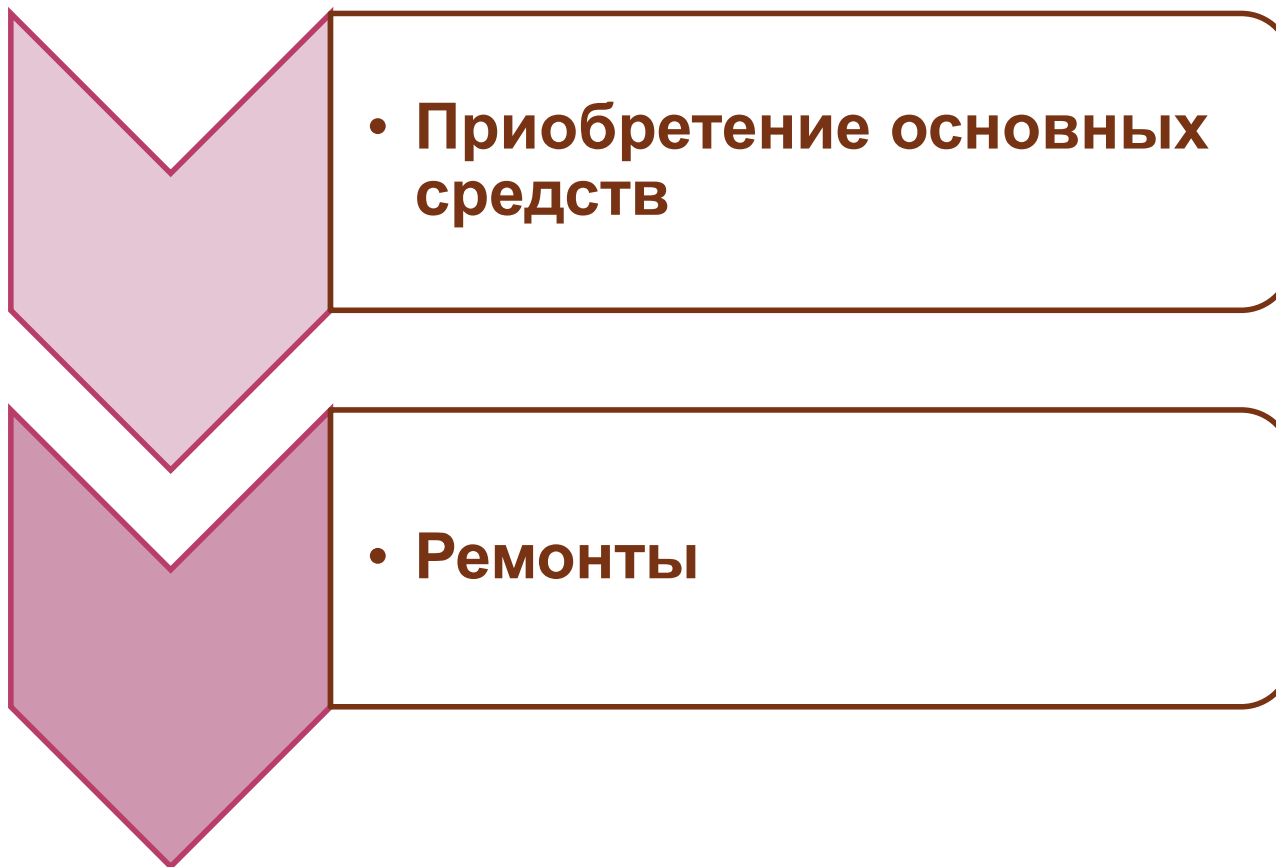 • Приобретение основных
средств
• Ремонты